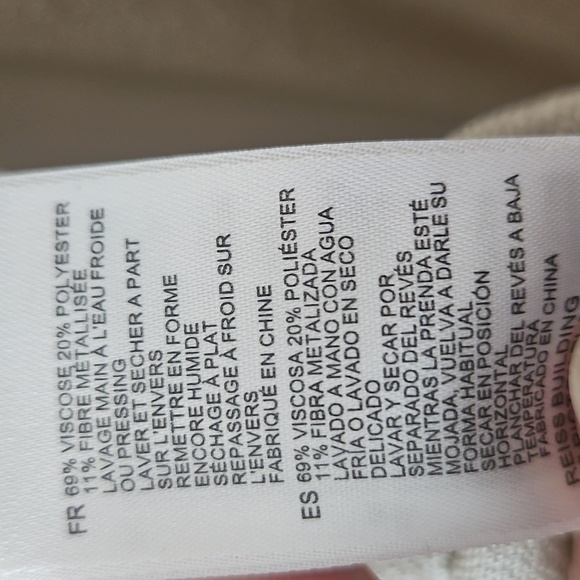 FR 69% VISCOSE 20% POLYESTER
11% FIBRE MÉTALLISÉE
LAVAGE MAIN À L'EAU FROIDE
OU PRESSING
LAVER ET SECHER A PART
SUR L'ENVERS
REMETTRE EN FORME
ENCORE HUMIDE
SÉCHAGE À PLAT
REPASSAGE À FROID SUR
L'ENVERS
FABRIQUÉ EN CHINE
ES 69% VISCOSA 20% POLIÉSTER
11% FIBRA METALIZADA
LAVADO A MANO CON AGUA
FRÍA O LAVADO EN SECO
DELICADO
LAVAR Y SECAR POR
SEPARADO DEL REVÉS
MIENTRAS LA PRENDA ESTÉ
MOJADA, VUELVA A DARLE SU
FORMA HABITUAL
SECAR EN POSICIÓN
HORIZONTAL
PLANCHAR DEL REVÉS A BAJA
TEMPERATURA
FABRICADO EN CHINA
REISS BUILDING